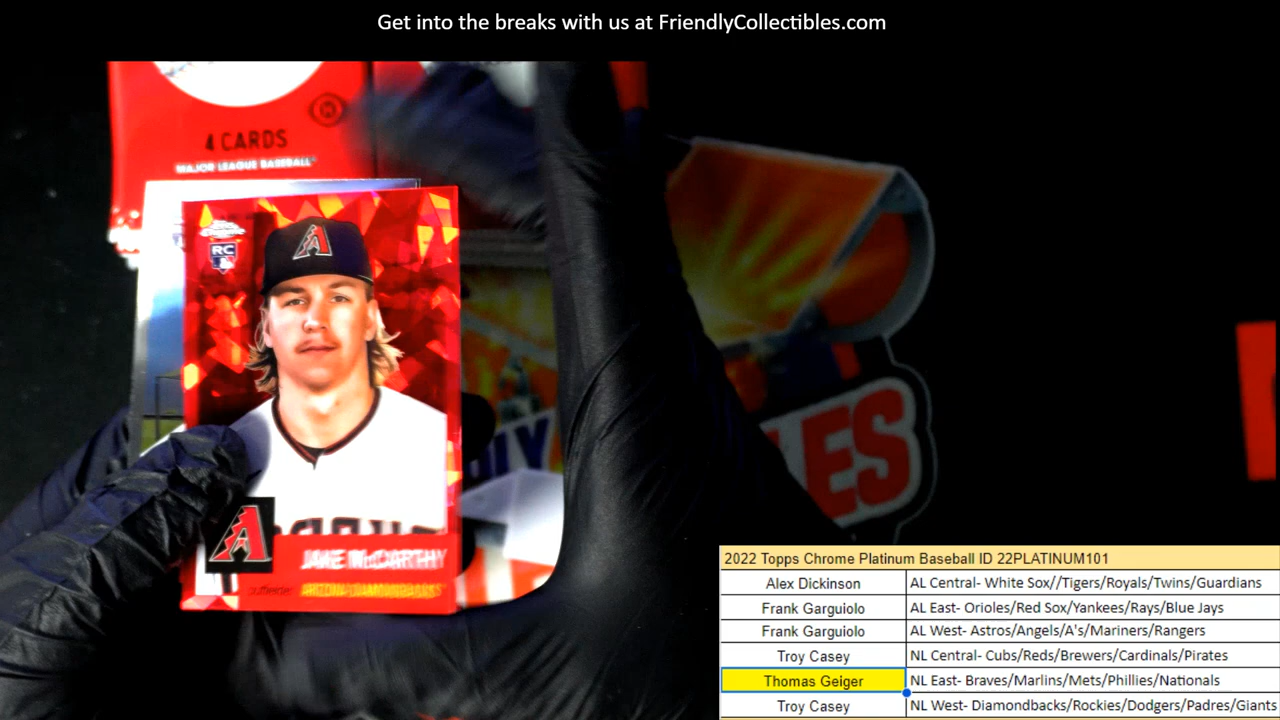 Get into the breaks with us at FriendlyCollectibles.com
4 CARDS
MAJOR LEAGUE BASEBALL
RC
JAKE McCARTHY
outfielder ARIZONA DIAMONDBACKS
LES
2022 Topps Chrome Platinum Baseball ID 22PLATINUM101
Alex Dickinson AL Central- White Sox//Tigers/Royals/Twins/Guardians
Frank Garguiolo AL East- Orioles/Red Sox/Yankees/Rays/Blue Jays
Frank Garguiolo AL West- Astros/Angels/A's/Mariners/Rangers
Troy Casey NL Central- Cubs/Reds/Brewers/Cardinals/Pirates
Thomas Geiger NL East- Braves/Marlins/Mets/Phillies/Nationals
Troy Casey NL West- Diamondbacks/Rockies/Dodgers/Padres/Giants